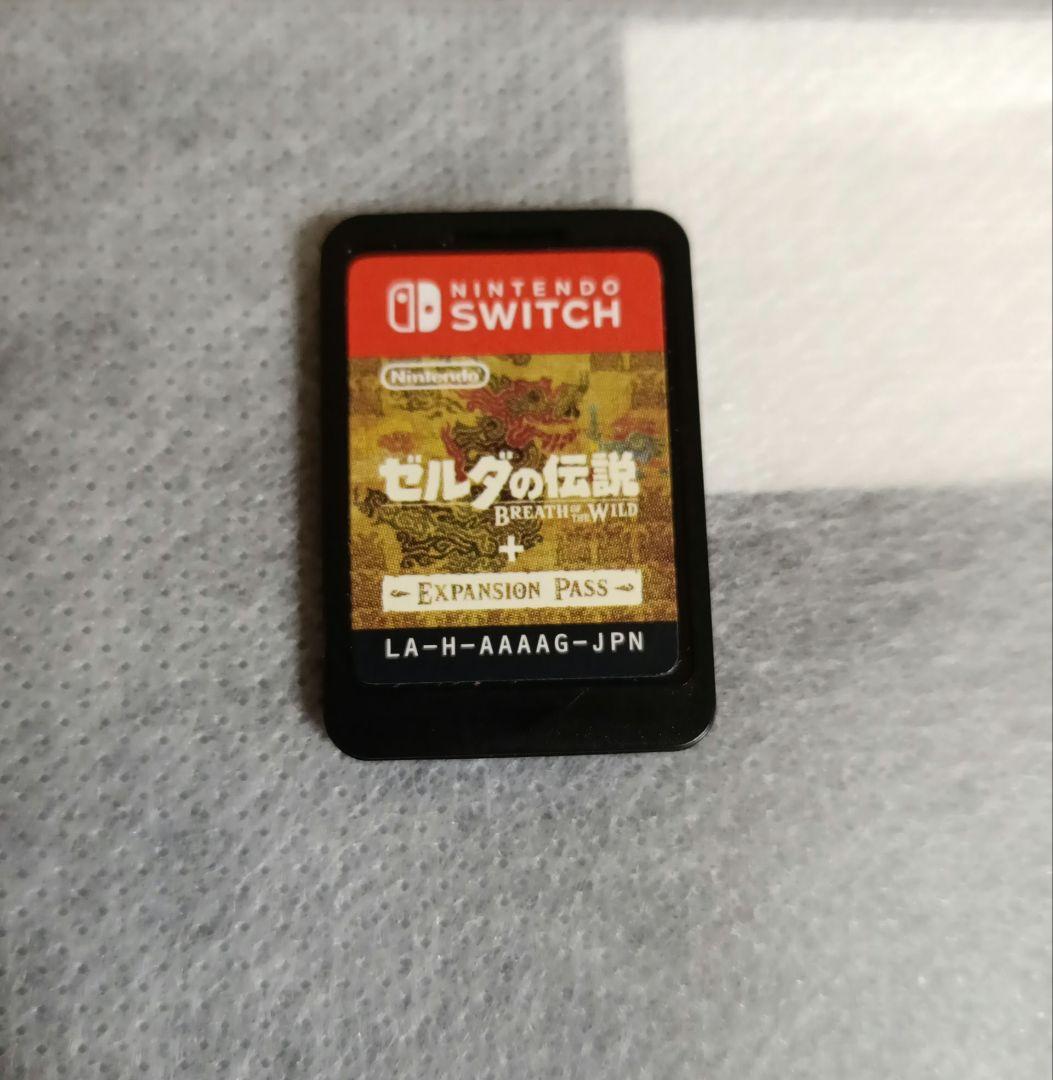 NINTENDO
SWITCH
Nintendo
ゼルダの伝説
BREATH OF THE WILD
+
EXPANSION PASS
LA-H-AAAAG-JPN